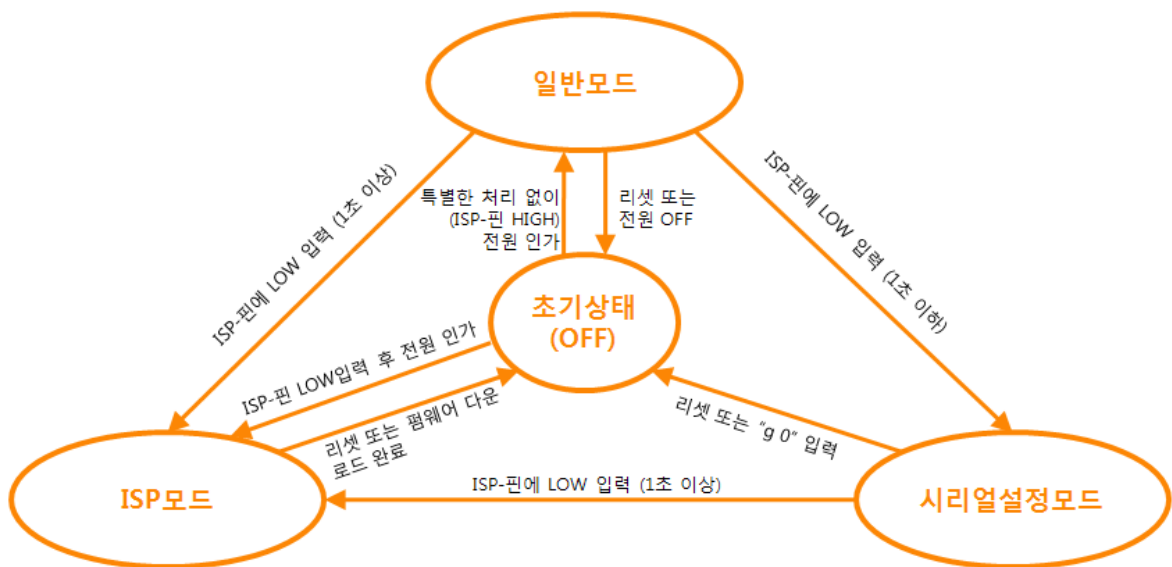 일반모드
ISP-핀에 LOW 입력 (1초 이상)
특별한 처리 없이
(ISP-핀 HIGH)
전원 인가
리셋 또는
전원 OFF
ISP-핀에 LOW 입력 (1초 이하)
초기상태
(OFF)
ISP-핀 LOW입력 후 전원 인가
리셋 또는 펌웨어 다운
로드 완료
리셋 또는 "g 0" 입력
ISP모드
ISP-핀에 LOW 입력 (1초 이상)
시리얼설정모드